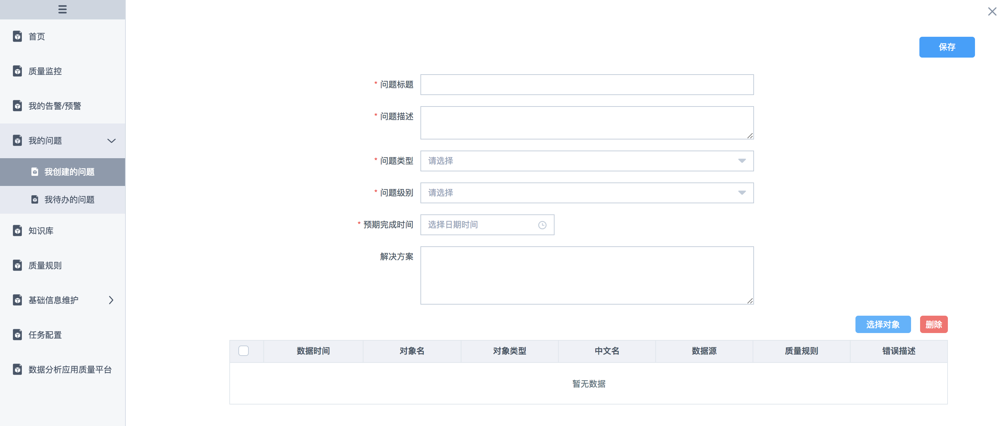 首页
质量监控
我的告警/预警
我的问题
我创建的问题
我待办的问题
知识库
质量规则
基础信息维护
任务配置
数据分析应用质量平台
保存
* 问题标题
* 问题描述
* 问题类型 请选择
* 问题级别 请选择
* 预期完成时间 选择日期时间
解决方案
选择对象 删除
数据时间 对象名 对象类型 中文名 数据源 质量规则 错误描述
暂无数据